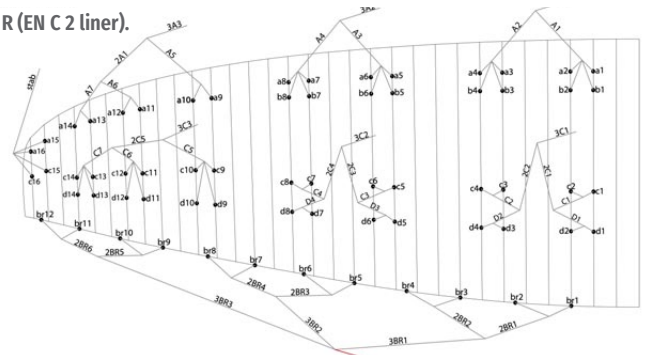 R (EN C 2 liner).
3A3 3A2
2A1 A5 A4 A3 A2 A1
stab A7 A6
a8 a7 a6 a5 a4 a3 a2 a1
b8 b7 b6 b5 b4 b3 b2 b1
a14 a13 a12 a11 a10 a9
a15
a16
3C3 3C2 3C1
2C5 2C4 2C3 2C2 2C1
C7 C6 C5
c15
c16
c14 c13 c12 c11 c10 c9
c8 C7 c6 c5 c4 c3 c2 c1
C4 C3 C2 C1
d14 d13 d12 d11 d10 d9
D4 D3 D2 D1
d8 d7 d6 d5 d4 d3 d2 d1
br12 br11 br10 br9 br8 br7 br6 br5 br4 br3 br2 br1
2BR6 2BR5 2BR4 2BR3 2BR2 2BR1
3BR3 3BR2 3BR1